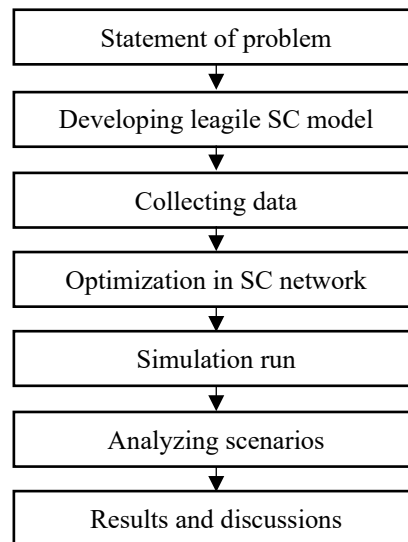 Statement of problem
Developing leagile SC model
Collecting data
Optimization in SC network
Simulation run
Analyzing scenarios
Results and discussions